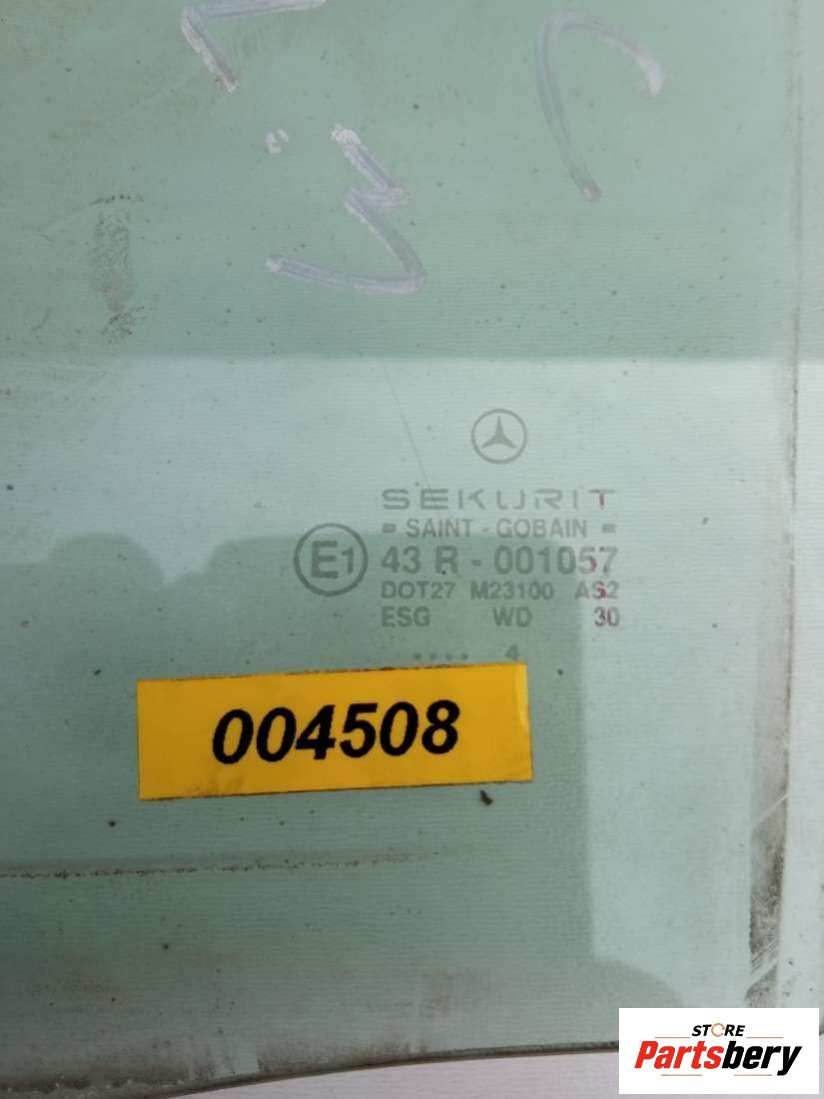 SEKURIT
SAINT - GOBAIN
E1 43 R - 001057
DOT27 M23100 AS2
ESG WD 30
.... 4
004508
STORE
Partsbery